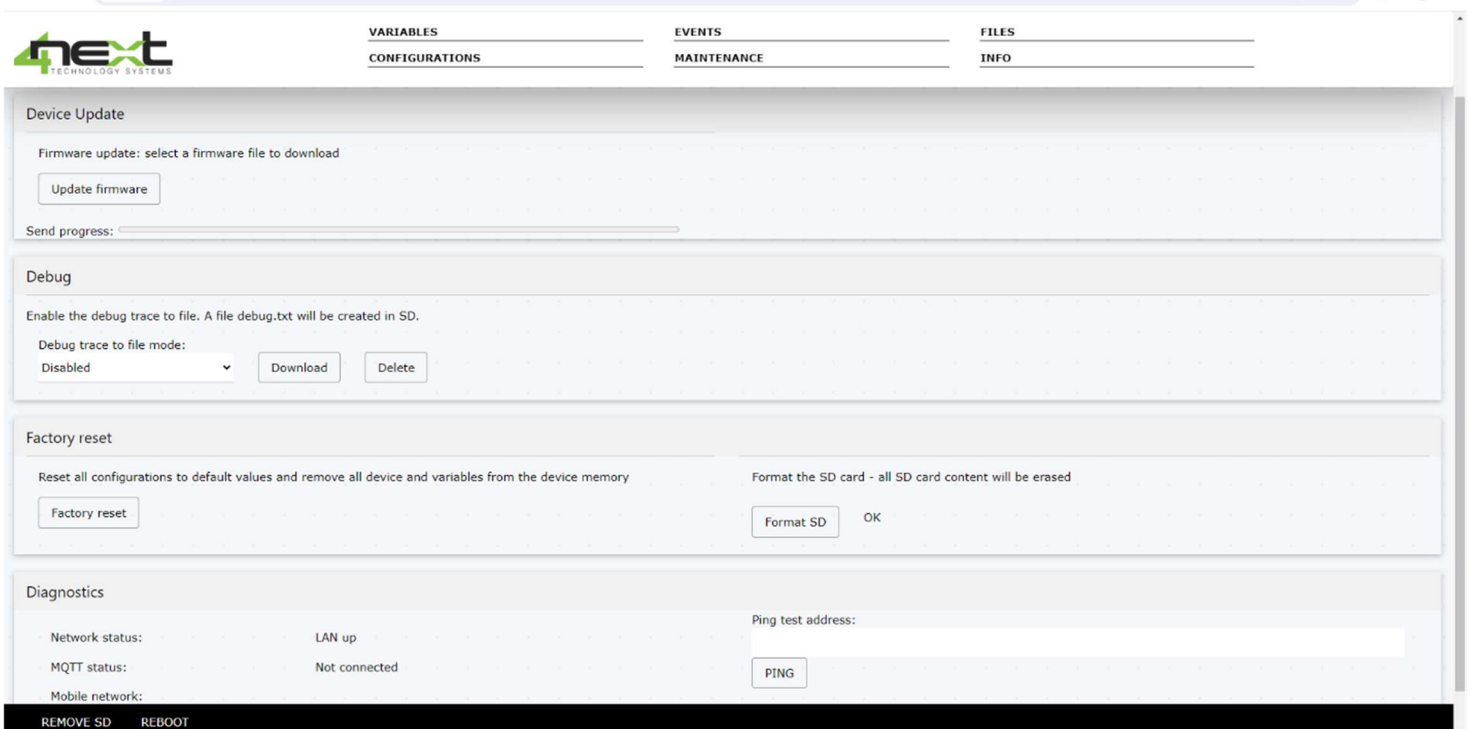 4next
TECHNOLOGY SYSTEMS
VARIABLES
EVENTS
FILES
CONFIGURATIONS
MAINTENANCE
INFO
Device Update
Firmware update: select a firmware file to download
Update firmware
Send progress:
Debug
Enable the debug trace to file. A file debug.txt will be created in SD.
Debug trace to file mode:
Disabled
Download
Delete
Factory reset
Reset all configurations to default values and remove all device and variables from the device memory
Factory reset
Format the SD card - all SD card content will be erased
Format SD
OK
Diagnostics
Network status: LAN up
MQTT status: Not connected
Mobile network:
Ping test address:
PING
REMOVE SD
REBOOT